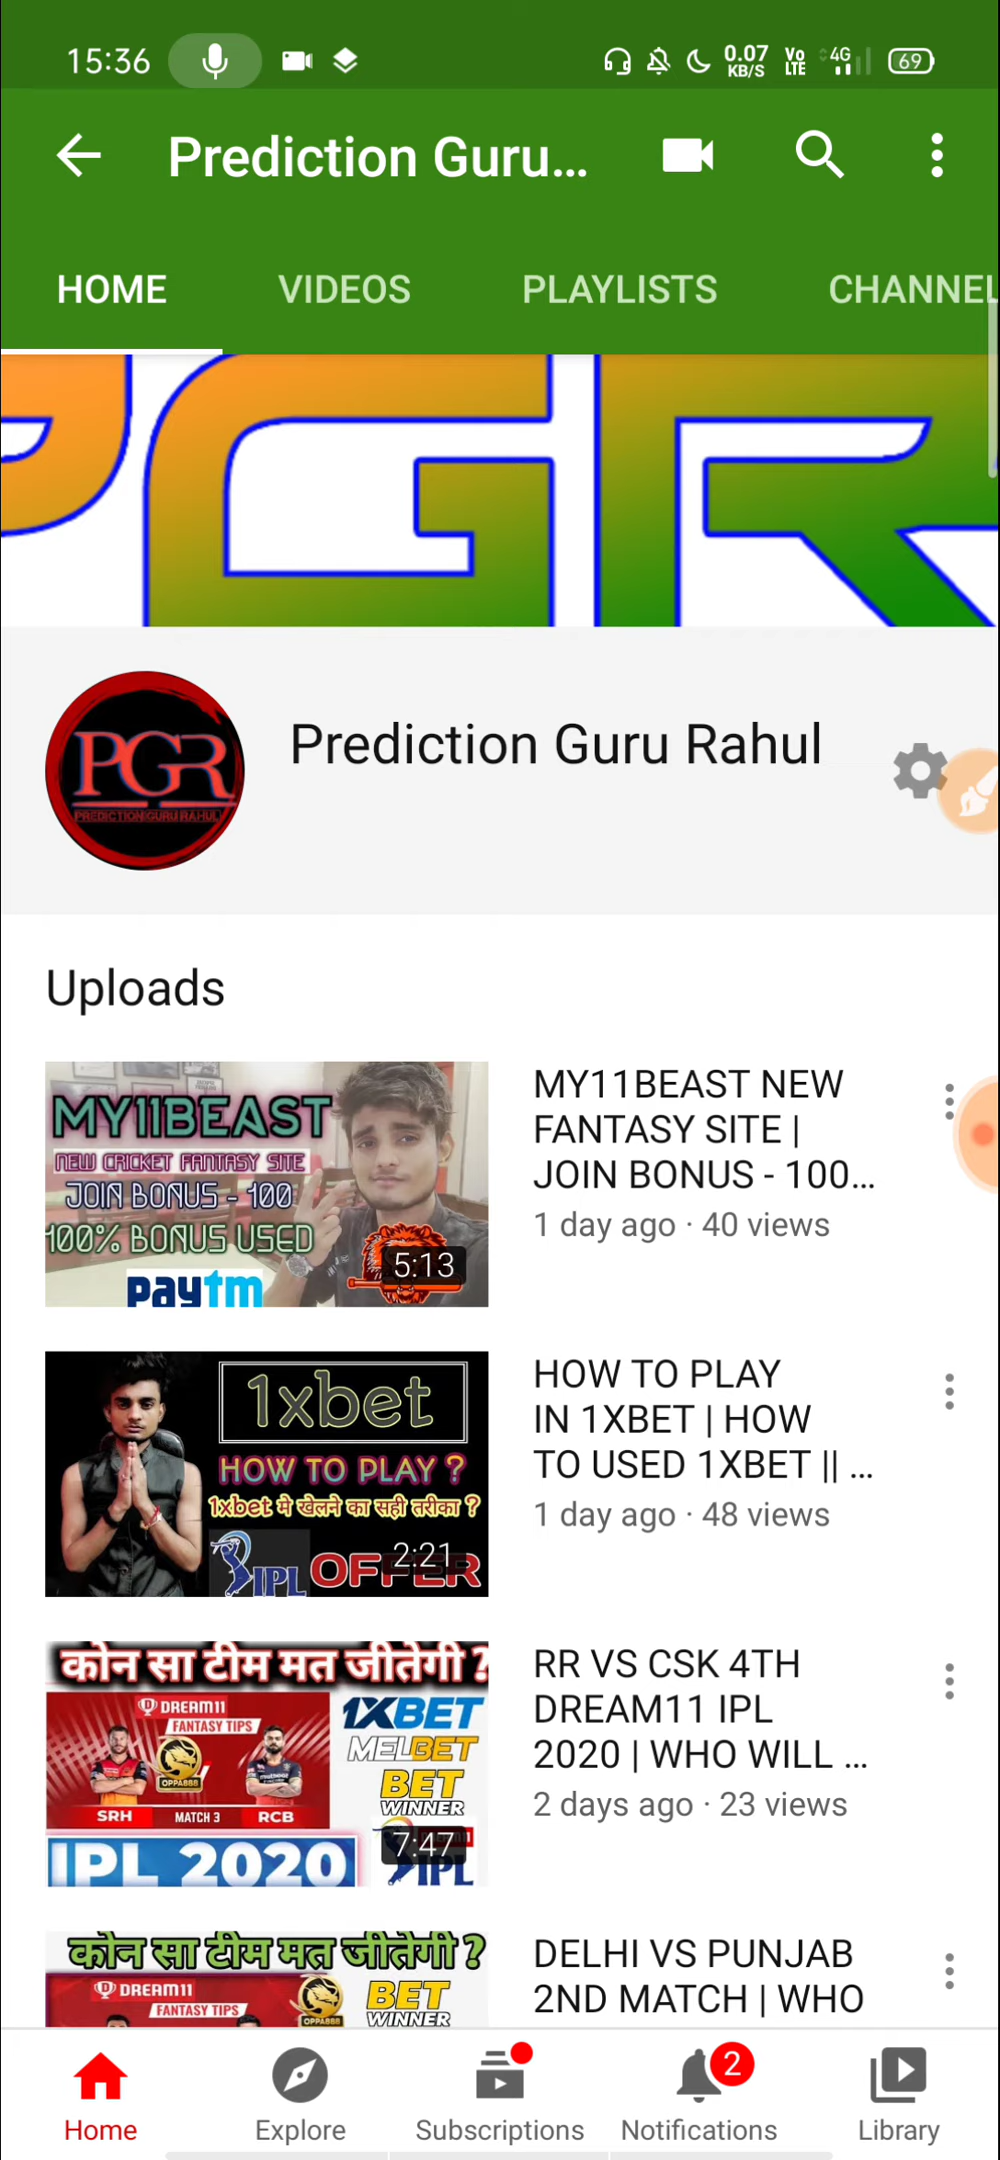 15:36 0.07 KB/S Vo LTE 4G 69
Prediction Guru...
HOME VIDEOS PLAYLISTS CHANNEL
PGR
PGR
PREDICTION GURU RAHUL
Prediction Guru Rahul
Uploads
MY11BEAST
NEW CRICKET FANTASY SITE
JOIN BONUS - 100
100% BONUS USED
paytm
5:13
MY11BEAST NEW
FANTASY SITE |
JOIN BONUS - 100...
1 day ago · 40 views
1xbet
HOW TO PLAY ?
1xbet मे खेलने का सही तरीका ?
IPL OFFER
2:21
HOW TO PLAY
IN 1XBET | HOW
TO USED 1XBET || ...
1 day ago · 48 views
कोन सा टीम मत जीतेगी ?
DREAM11
FANTASY TIPS
OPPA888
SRH MATCH 3 RCB
1XBET
MELBET
BET
WINNER
IPL 2020
7:47
IPL
RR VS CSK 4TH
DREAM11 IPL
2020 | WHO WILL ...
2 days ago · 23 views
कोन सा टीम मत जीतेगी ?
DREAM11
FANTASY TIPS
OPPA888
BET
WINNER
DELHI VS PUNJAB
2ND MATCH | WHO
2
Home Explore Subscriptions Notifications Library